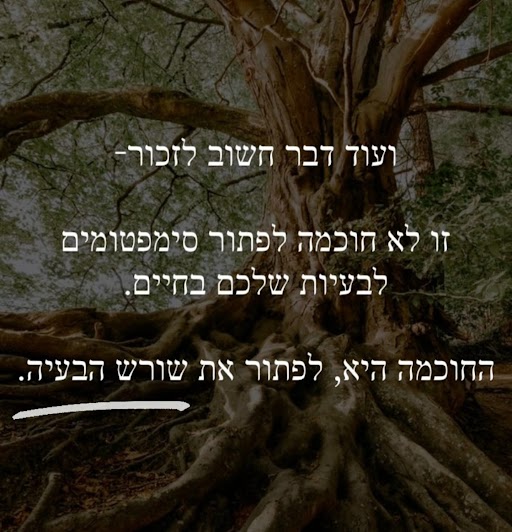 ועוד דבר חשוב לזכור-
זו לא חוכמה לפתור סימפטומים
לבעיות שלכם בחיים.
החוכמה היא, לפתור את שורש הבעיה.